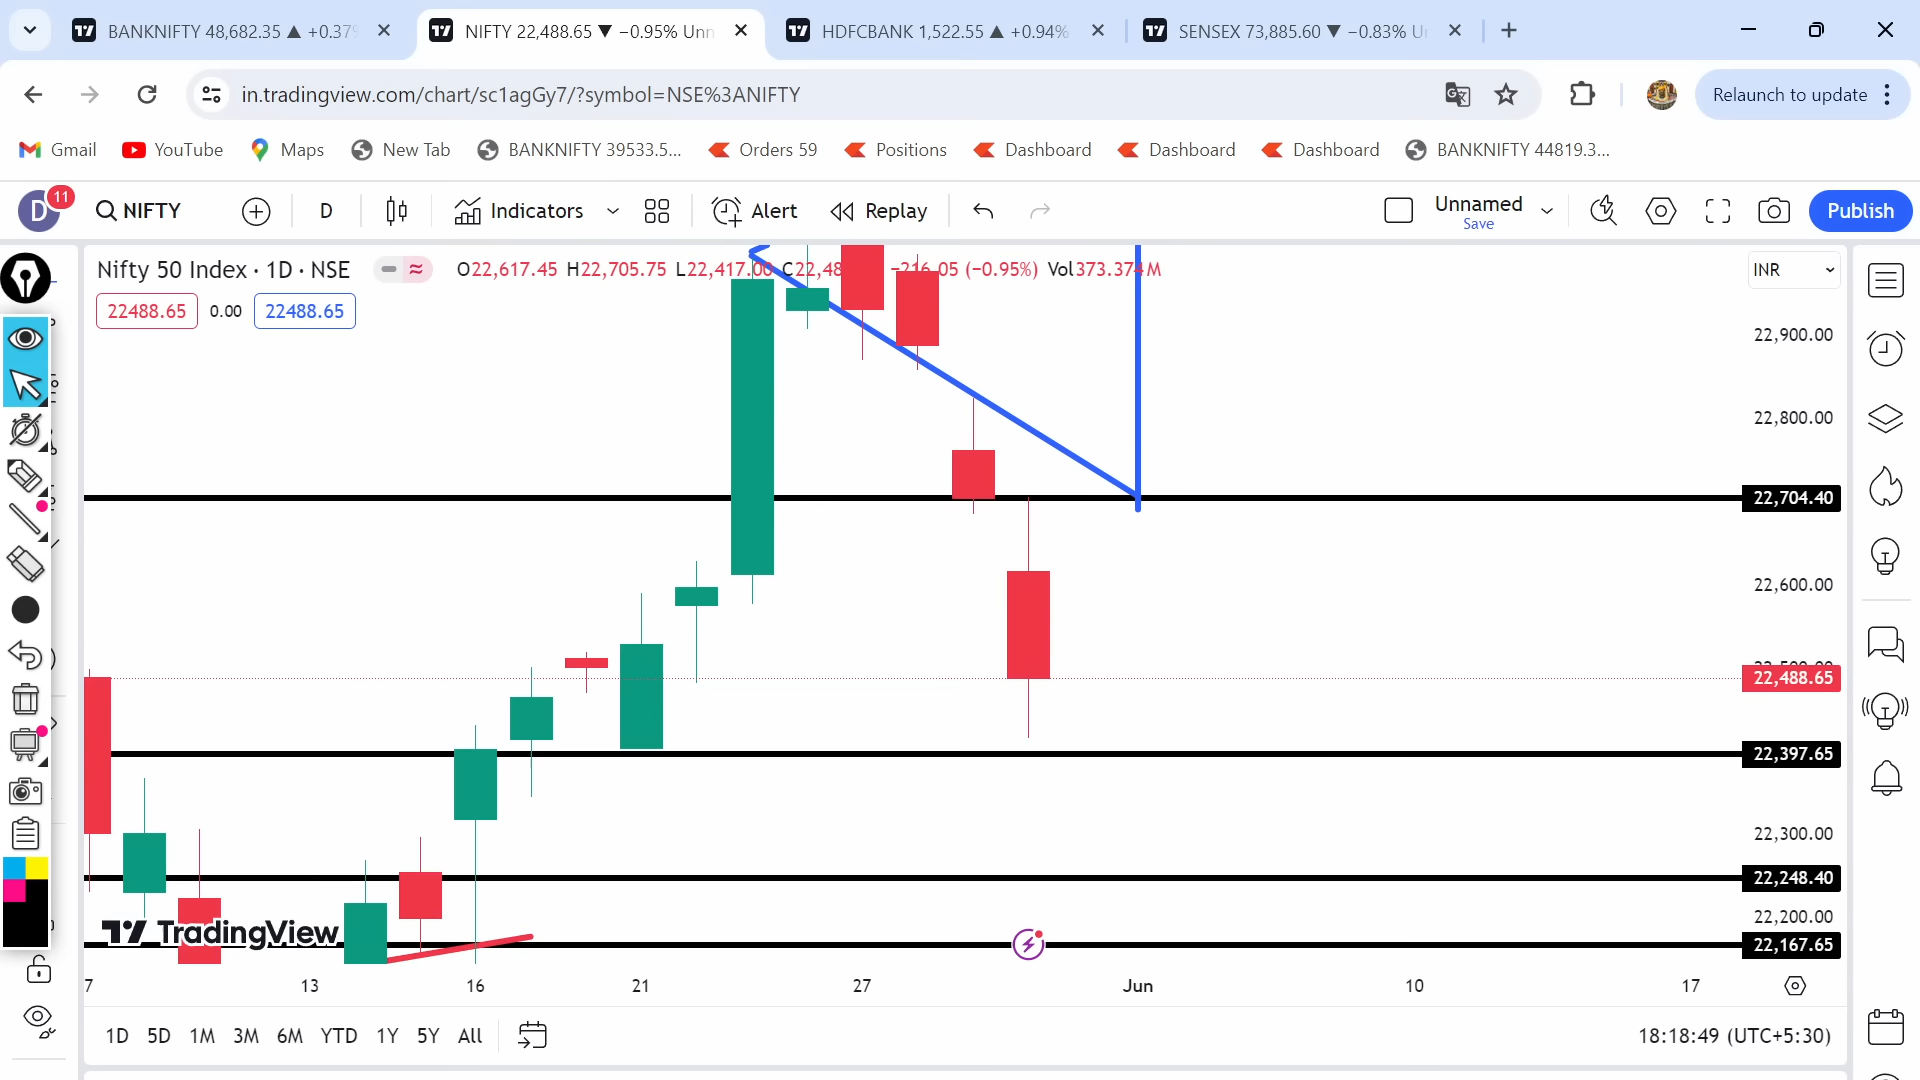 BANKNIFTY 48,682.35 ▲ +0.37%
NIFTY 22,488.65 ▼ −0.95% Unn
HDFCBANK 1,522.55 ▲ +0.94%
SENSEX 73,885.60 ▼ −0.83% U
in.tradingview.com/chart/sc1agGy7/?symbol=NSE%3ANIFTY
Relaunch to update
Gmail YouTube Maps New Tab BANKNIFTY 39533.5... Orders 59 Positions Dashboard Dashboard Dashboard BANKNIFTY 44819.3...
D 11 NIFTY D Indicators Alert Replay Unnamed Publish
Save
Nifty 50 Index · 1D · NSE O22,617.45 H22,705.75 L22,417.00 C22,48 −216.05 (−0.95%) Vol373.374M INR
22488.65 0.00 22488.65
22,900.00
22,800.00
22,704.40
22,600.00
22,488.65
22,397.65
22,300.00
22,248.40
22,200.00
22,167.65
TradingView
7 13 16 21 27 Jun 10 17
1D 5D 1M 3M 6M YTD 1Y 5Y All 18:18:49 (UTC+5:30)